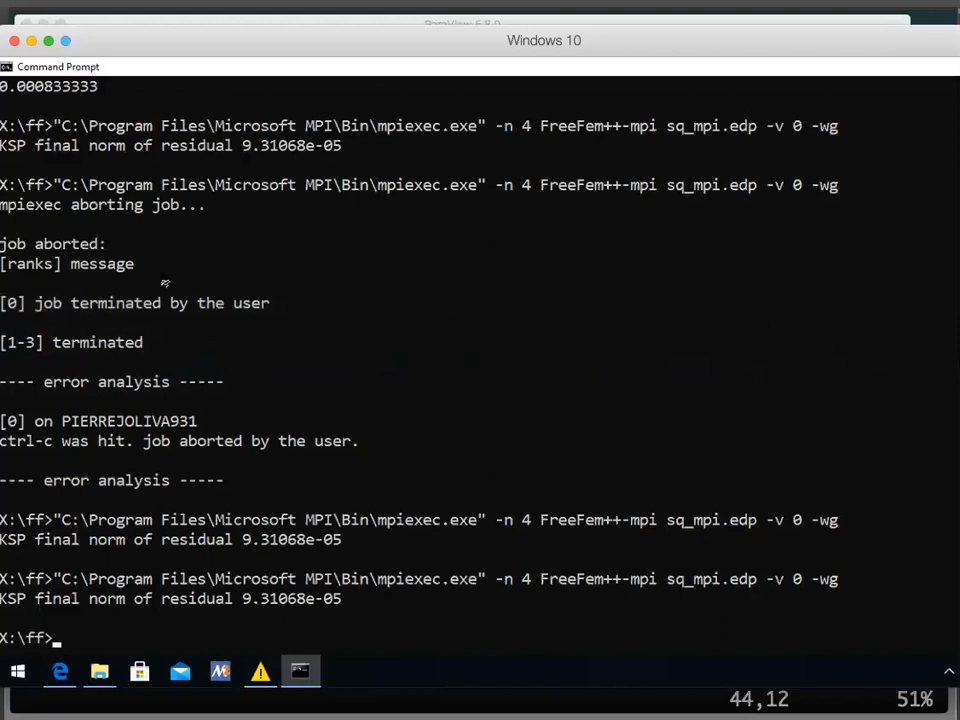 ParaView 5.8.0
Windows 10
Command Prompt
0.000833333
X:\ff>"C:\Program Files\Microsoft MPI\Bin\mpiexec.exe" -n 4 FreeFem++-mpi sq_mpi.edp -v 0 -wg
KSP final norm of residual 9.31068e-05
X:\ff>"C:\Program Files\Microsoft MPI\Bin\mpiexec.exe" -n 4 FreeFem++-mpi sq_mpi.edp -v 0 -wg
mpiexec aborting job...
job aborted:
[ranks] message
[0] job terminated by the user
[1-3] terminated
---- error analysis -----
[0] on PIERREJOLIVA931
ctrl-c was hit. job aborted by the user.
---- error analysis -----
X:\ff>"C:\Program Files\Microsoft MPI\Bin\mpiexec.exe" -n 4 FreeFem++-mpi sq_mpi.edp -v 0 -wg
KSP final norm of residual 9.31068e-05
X:\ff>"C:\Program Files\Microsoft MPI\Bin\mpiexec.exe" -n 4 FreeFem++-mpi sq_mpi.edp -v 0 -wg
KSP final norm of residual 9.31068e-05
X:\ff>
44,12 51%